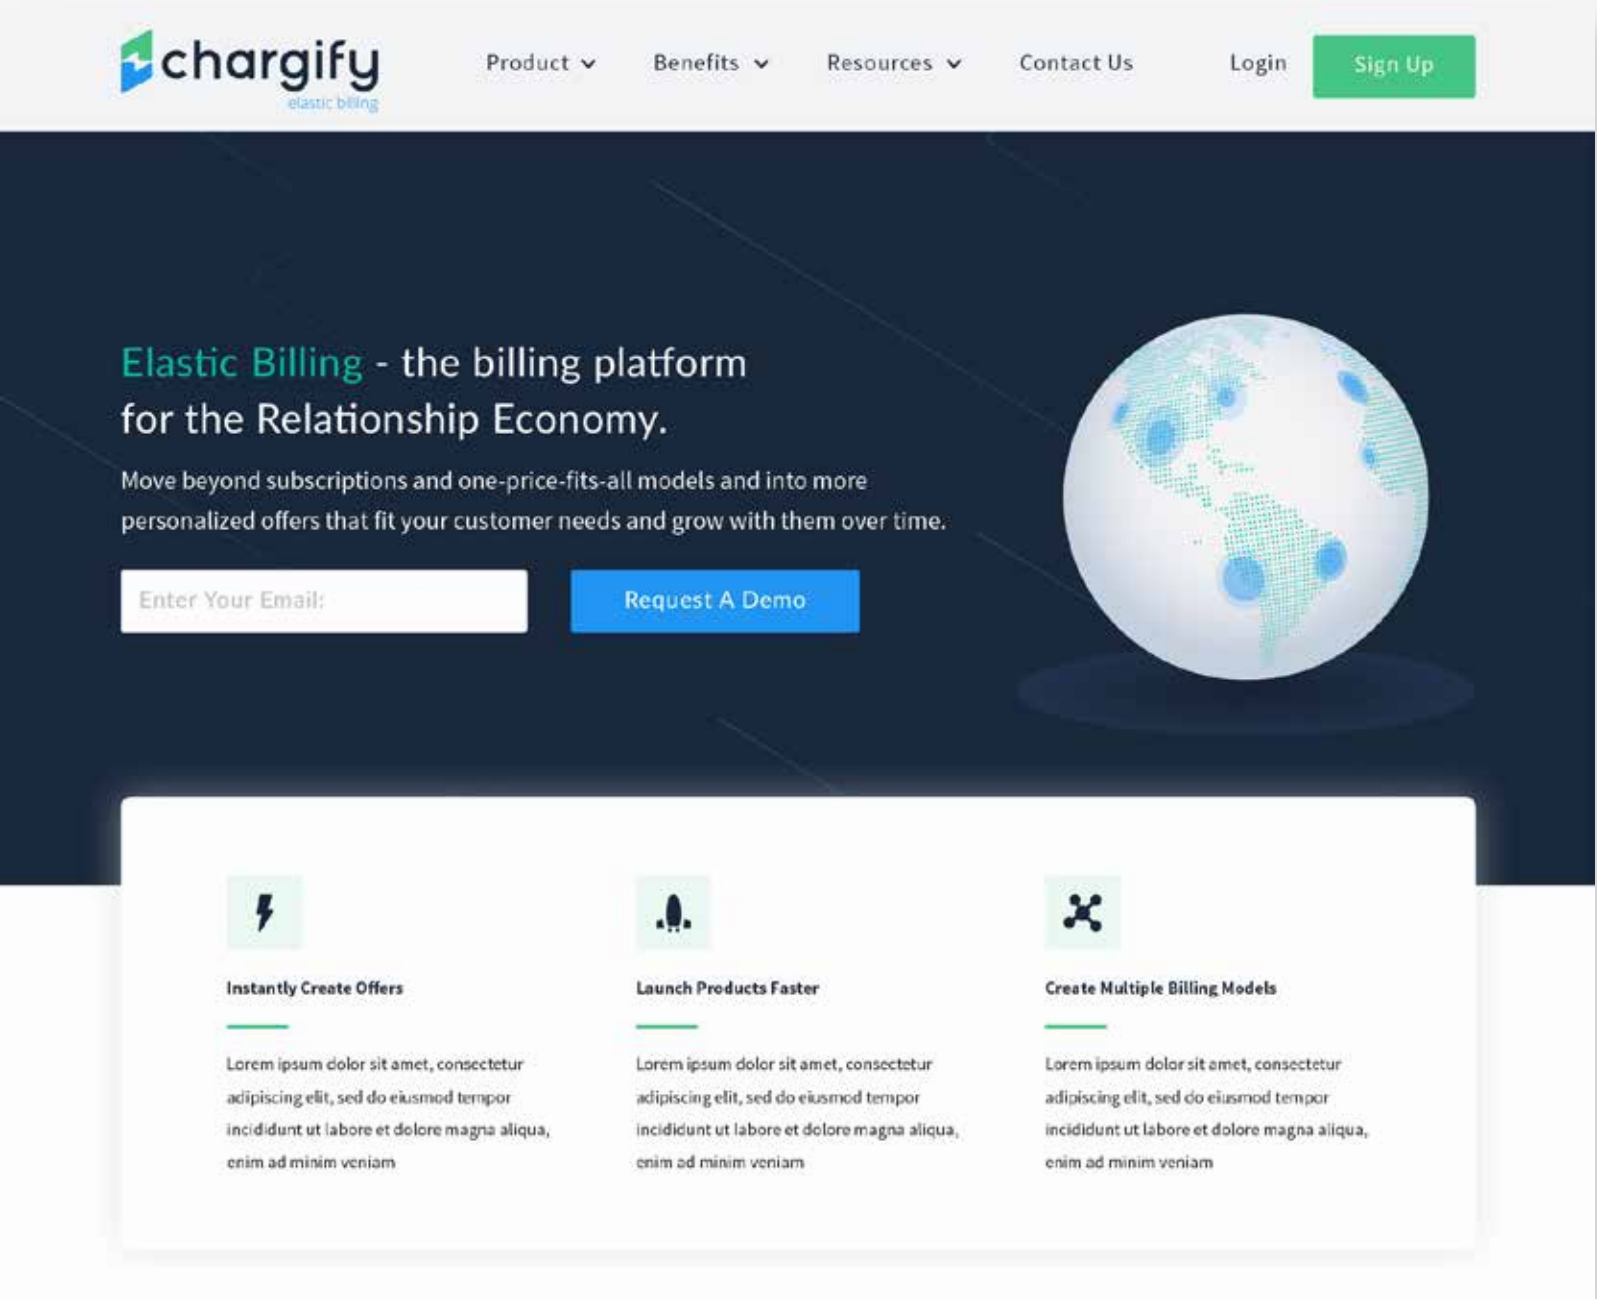 chargify
elastic billing
Product
Benefits
Resources
Contact Us
Login
Sign Up
Elastic Billing - the billing platform
for the Relationship Economy.
Move beyond subscriptions and one-price-fits-all models and into more
personalized offers that fit your customer needs and grow with them over time.
Enter Your Email:
Request A Demo
Instantly Create Offers
Lorem ipsum dolor sit amet, consectetur
adipiscing elit, sed do eiusmod tempor
incididunt ut labore et dolore magna aliqua,
enim ad minim veniam
Launch Products Faster
Lorem ipsum dolor sit amet, consectetur
adipiscing elit, sed do eiusmod tempor
incididunt ut labore et dolore magna aliqua,
enim ad minim veniam
Create Multiple Billing Models
Lorem ipsum dolor sit amet, consectetur
adipiscing elit, sed do eiusmod tempor
incididunt ut labore et dolore magna aliqua,
enim ad minim veniam